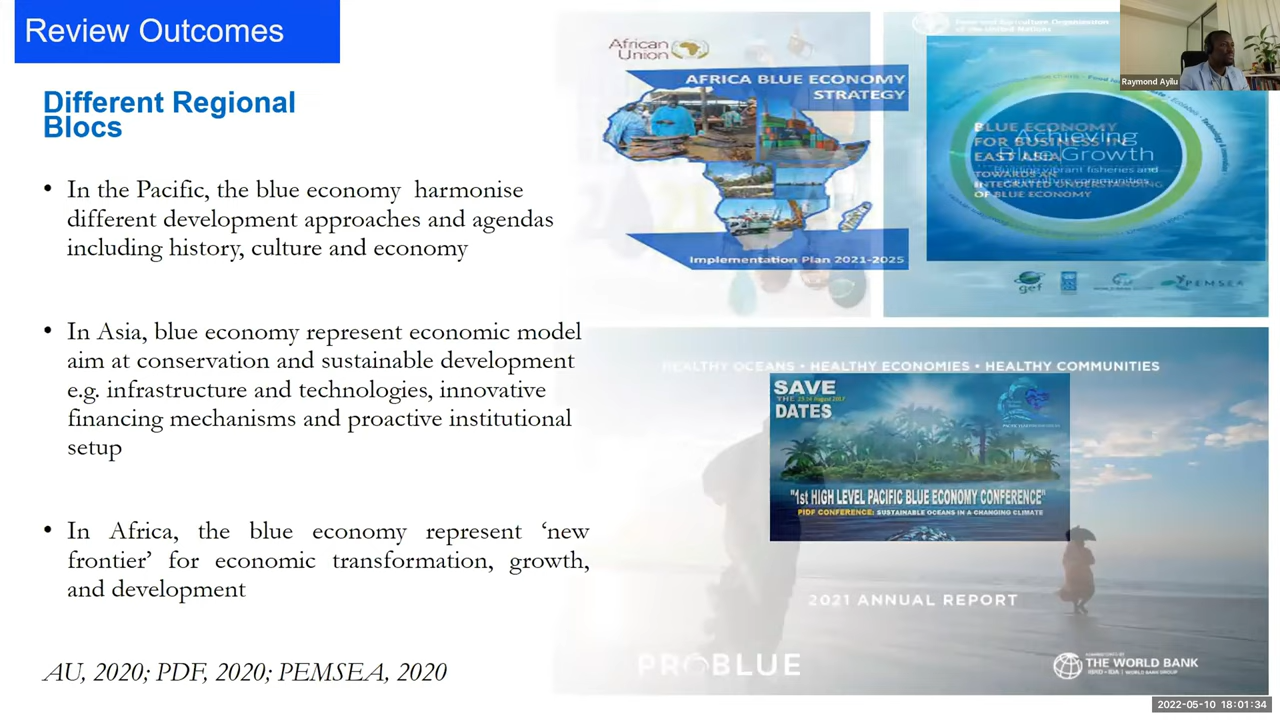 Review Outcomes
Different Regional
Blocs
• In the Pacific, the blue economy harmonise
different development approaches and agendas
including history, culture and economy
• In Asia, blue economy represent economic model
aim at conservation and sustainable development
e.g. infrastructure and technologies, innovative
financing mechanisms and proactive institutional
setup
• In Africa, the blue economy represent ‘new
frontier’ for economic transformation, growth,
and development
AU, 2020; PDF, 2020; PEMSEA, 2020
African
Union
AFRICA BLUE ECONOMY
STRATEGY
Implementation Plan 2021-2025
Food and Agriculture Organization
of the United Nations
BLUE ECONOMY
FOR BUSINESS IN
EAST ASIA
TOWARDS AN
INTEGRATED UNDERSTANDING
OF BLUE ECONOMY
Achieving
Blue Growth
gef
PEMSEA
HEALTHY OCEANS • HEALTHY ECONOMIES • HEALTHY COMMUNITIES
SAVE
THE
DATES
"1st HIGH LEVEL PACIFIC BLUE ECONOMY CONFERENCE"
PIDF CONFERENCE: SUSTAINABLE OCEANS IN A CHANGING CLIMATE
2021 ANNUAL REPORT
PROBLUE
THE WORLD BANK
IBRD • IDA | WORLD BANK GROUP
Raymond Ayilu
2022-05-10 18:01:34